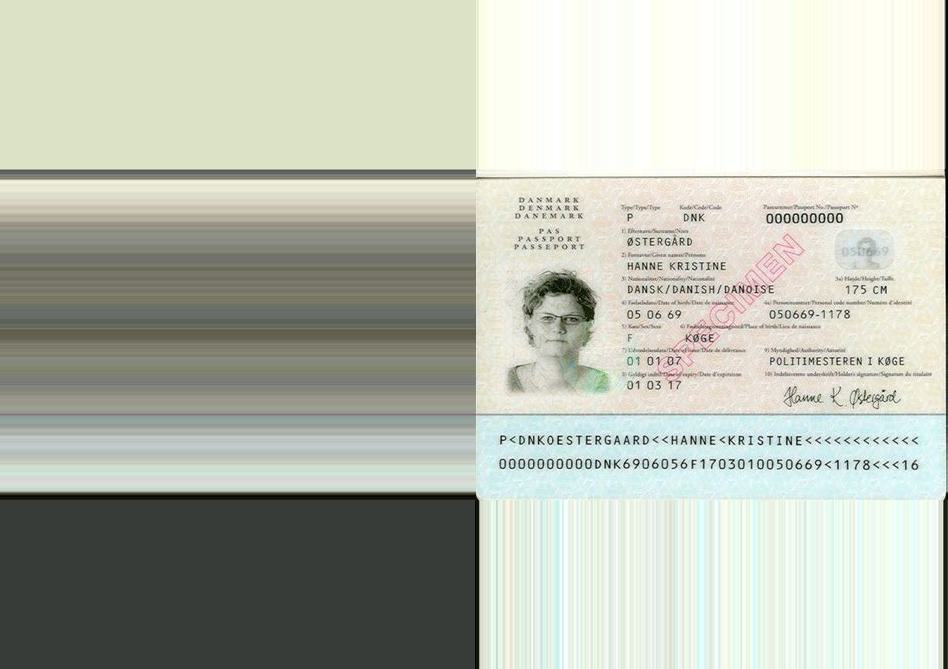 DANMARK
DENMARK
DANEMARK
PAS
PASSPORT
PASSEPORT
Type/Type/Type Kode/Code/Code Pasnummer/Passport No./Passeport Nº
P DNK 000000000
1) Efternavn/Surname/Nom
ØSTERGÅRD
2) Fornavne/Given names/Prénoms
HANNE KRISTINE
050669
3) Nationalitet/Nationality/Nationalité 3a) Højde/Height/Taille
DANSK/DANISH/DANOISE 175 CM
4) Fødselsdato/Date of birth/Date de naissance 4a) Personnummer/Personal code number/Numéro d'identité
05 06 69 050669-1178
5) Køn/Sex/Sexe 6) Fødselsregistreringssted/Place of birth/Lieu de naissance
F KØGE
7) Udstedelsesdato/Date of issue/Date de délivrance 9) Myndighed/Authority/Autorité
01 01 07 POLITIMESTEREN I KØGE
8) Gyldigt indtil/Date of expiry/Date d'expiration 10) Indehaverens underskrift/Holder's signature/Signature du titulaire
01 03 17
Hanne K. Østergård
SPECIMEN
P<DNKOESTERGAARD<<HANNE<KRISTINE<<<<<<<<<<<<
0000000000DNK6906056F1703010050669<1178<<<16